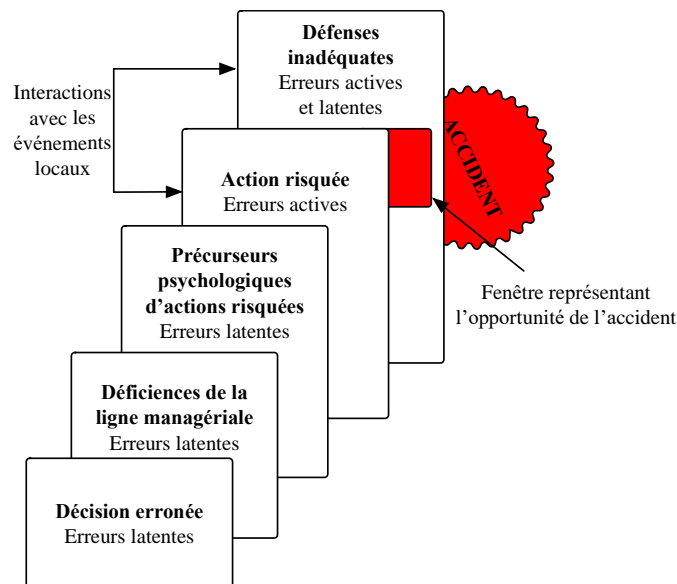 Défenses
inadéquates
Erreurs actives
et latentes
Interactions
avec les
événements
locaux
ACCIDENT
Action risquée
Erreurs actives
Précurseurs
psychologiques
d’actions risquées
Erreurs latentes
Fenêtre représentant
l’opportunité de l’accident
Déficiences de la
ligne managériale
Erreurs latentes
Décision erronée
Erreurs latentes